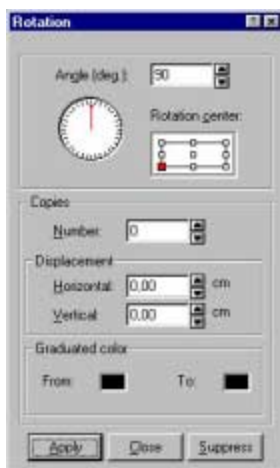 Rotation
Angle (deg.): 90
Rotation center:
Copies
Number: 0
Displacement
Horizontal: 0,00 cm
Vertical: 0,00 cm
Graduated color
From: To:
Apply Close Suppress